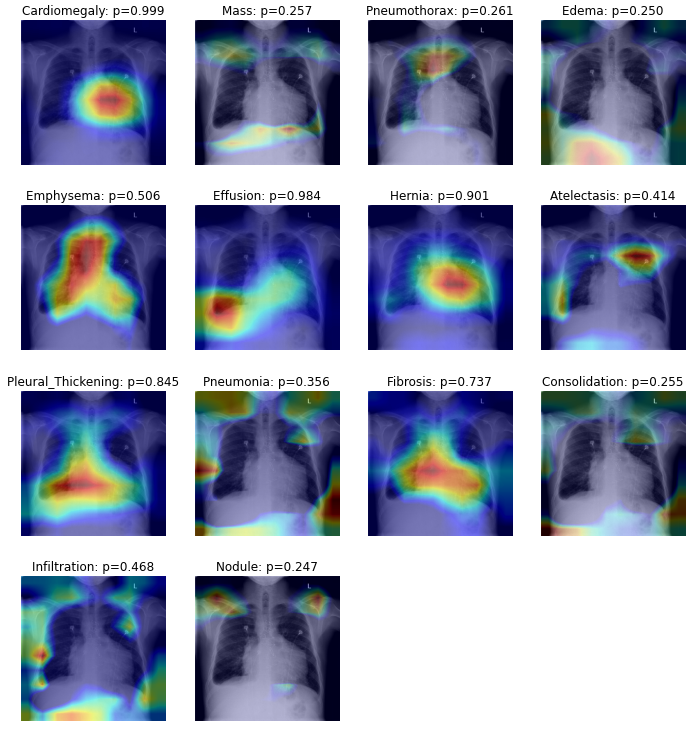 Cardiomegaly: p=0.999
Mass: p=0.257
Pneumothorax: p=0.261
Edema: p=0.250
L
L
L
L
Emphysema: p=0.506
Effusion: p=0.984
Hernia: p=0.901
Atelectasis: p=0.414
L
L
L
L
Pleural_Thickening: p=0.845
Pneumonia: p=0.356
Fibrosis: p=0.737
Consolidation: p=0.255
L
L
L
L
Infiltration: p=0.468
Nodule: p=0.247
L
L